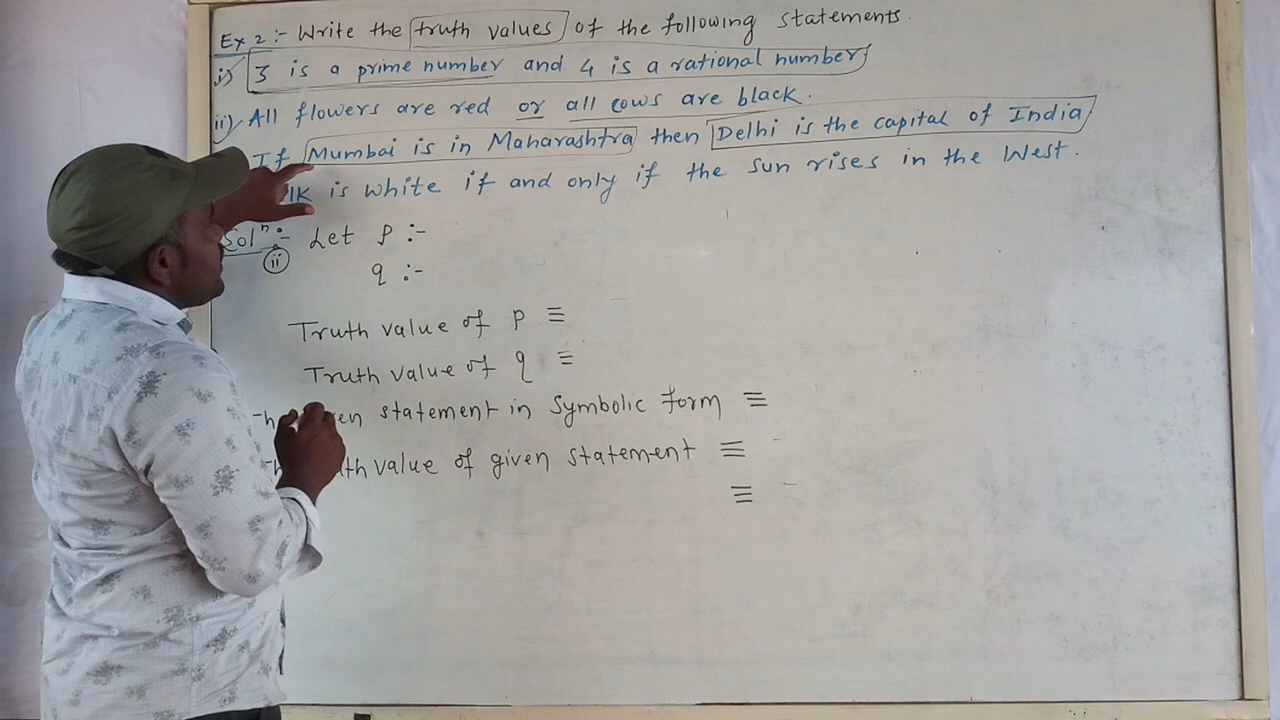 Ex 2 :- Write the truth values of the following statements.
i) 3 is a prime number and 4 is a rational number
ii) All flowers are red or all cows are black.
If Mumbai is in Maharashtra then Delhi is the capital of India
is white if and only if the sun rises in the West.
Solⁿ :- Let p :-
ii
q :-
Truth value of p ≡
Truth value of q ≡
statement in symbolic form ≡
value of given statement ≡
≡